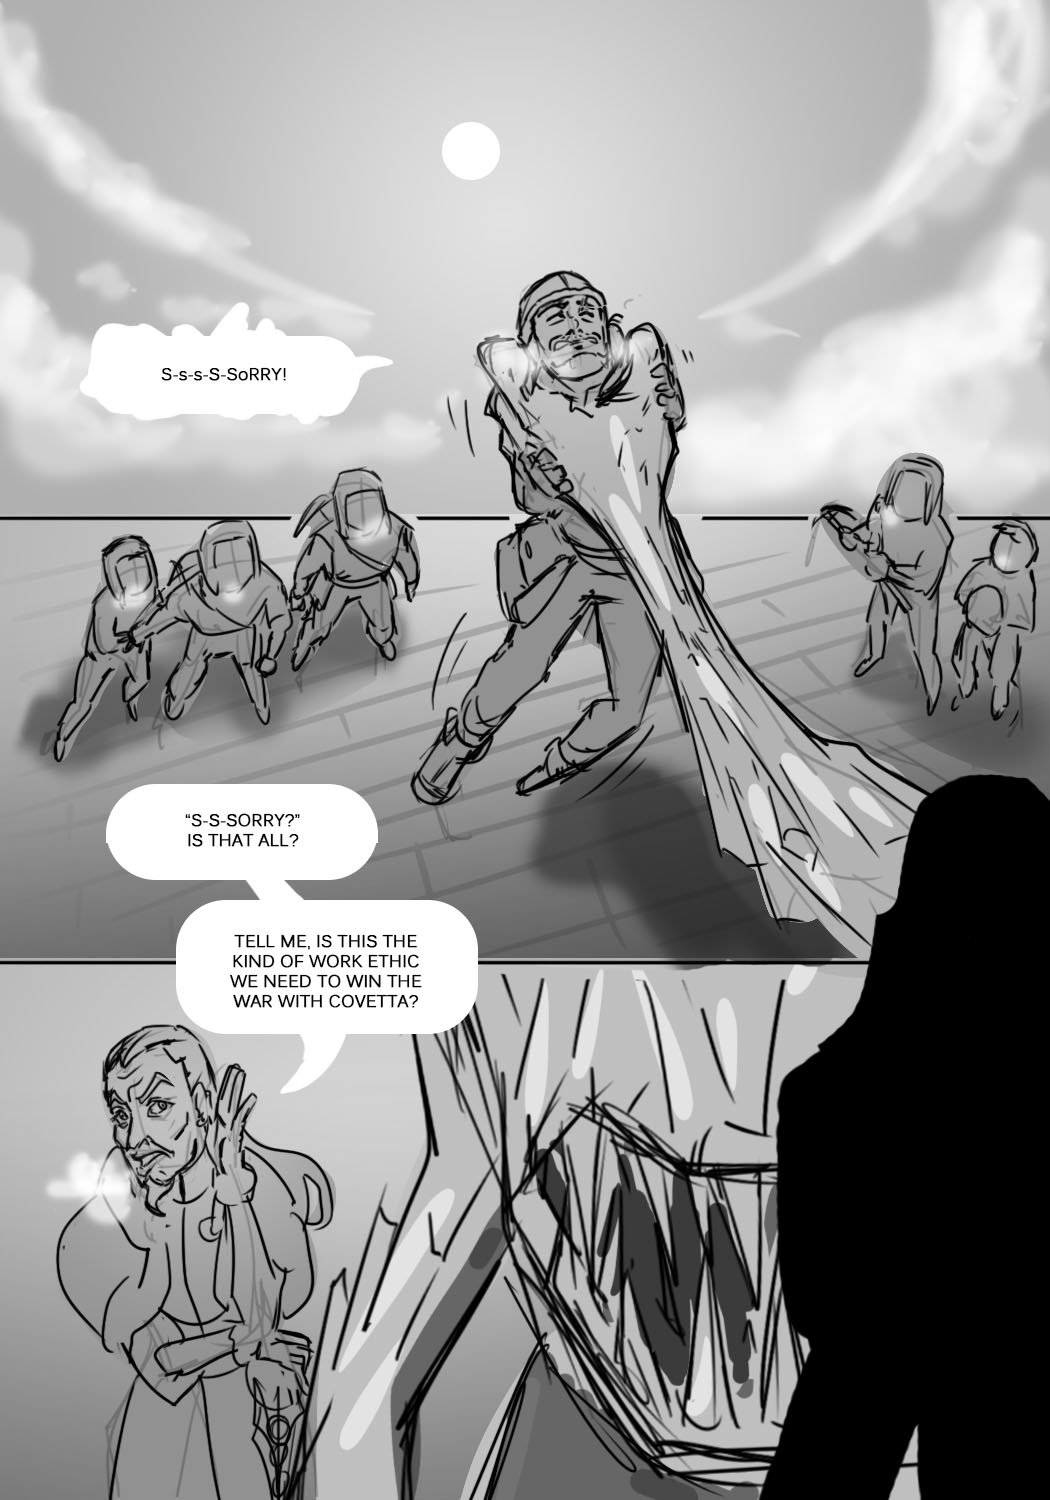 S-s-s-S-SoRRY!
“S-S-SORRY?”
IS THAT ALL?
TELL ME, IS THIS THE
KIND OF WORK ETHIC
WE NEED TO WIN THE
WAR WITH COVETTA?